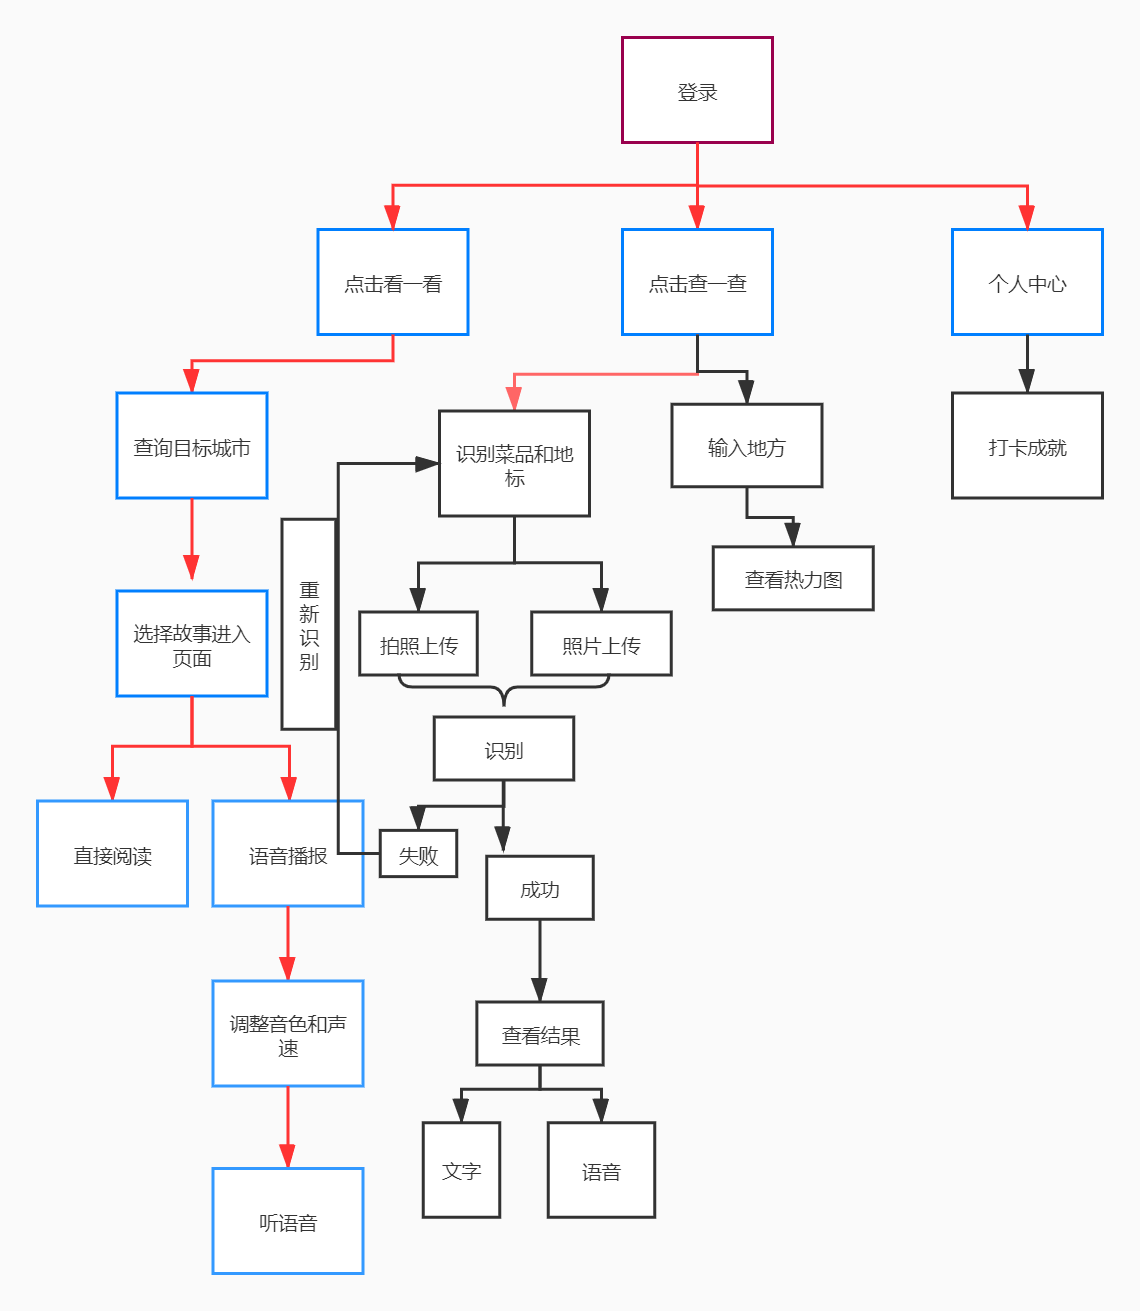 登录
点击看一看
点击查一查
个人中心
查询目标城市
识别菜品和地
标
输入地方
打卡成就
查看热力图
重
新
识
别
选择故事进入
页面
拍照上传
照片上传
识别
直接阅读
语音播报
失败
成功
调整音色和声
速
查看结果
文字
语音
听语音